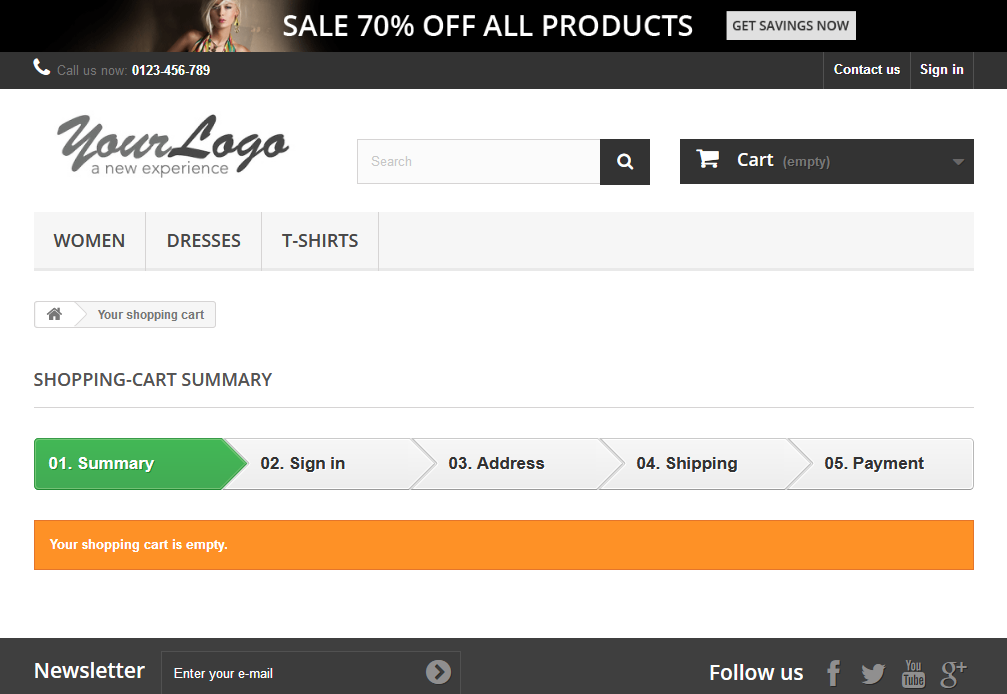 SALE 70% OFF ALL PRODUCTS GET SAVINGS NOW
Call us now: 0123-456-789 Contact us Sign in
YourLogo
a new experience
Search
Cart (empty)
WOMEN DRESSES T-SHIRTS
Your shopping cart
SHOPPING-CART SUMMARY
01. Summary 02. Sign in 03. Address 04. Shipping 05. Payment
Your shopping cart is empty.
Newsletter Enter your e-mail Follow us f You Tube g+